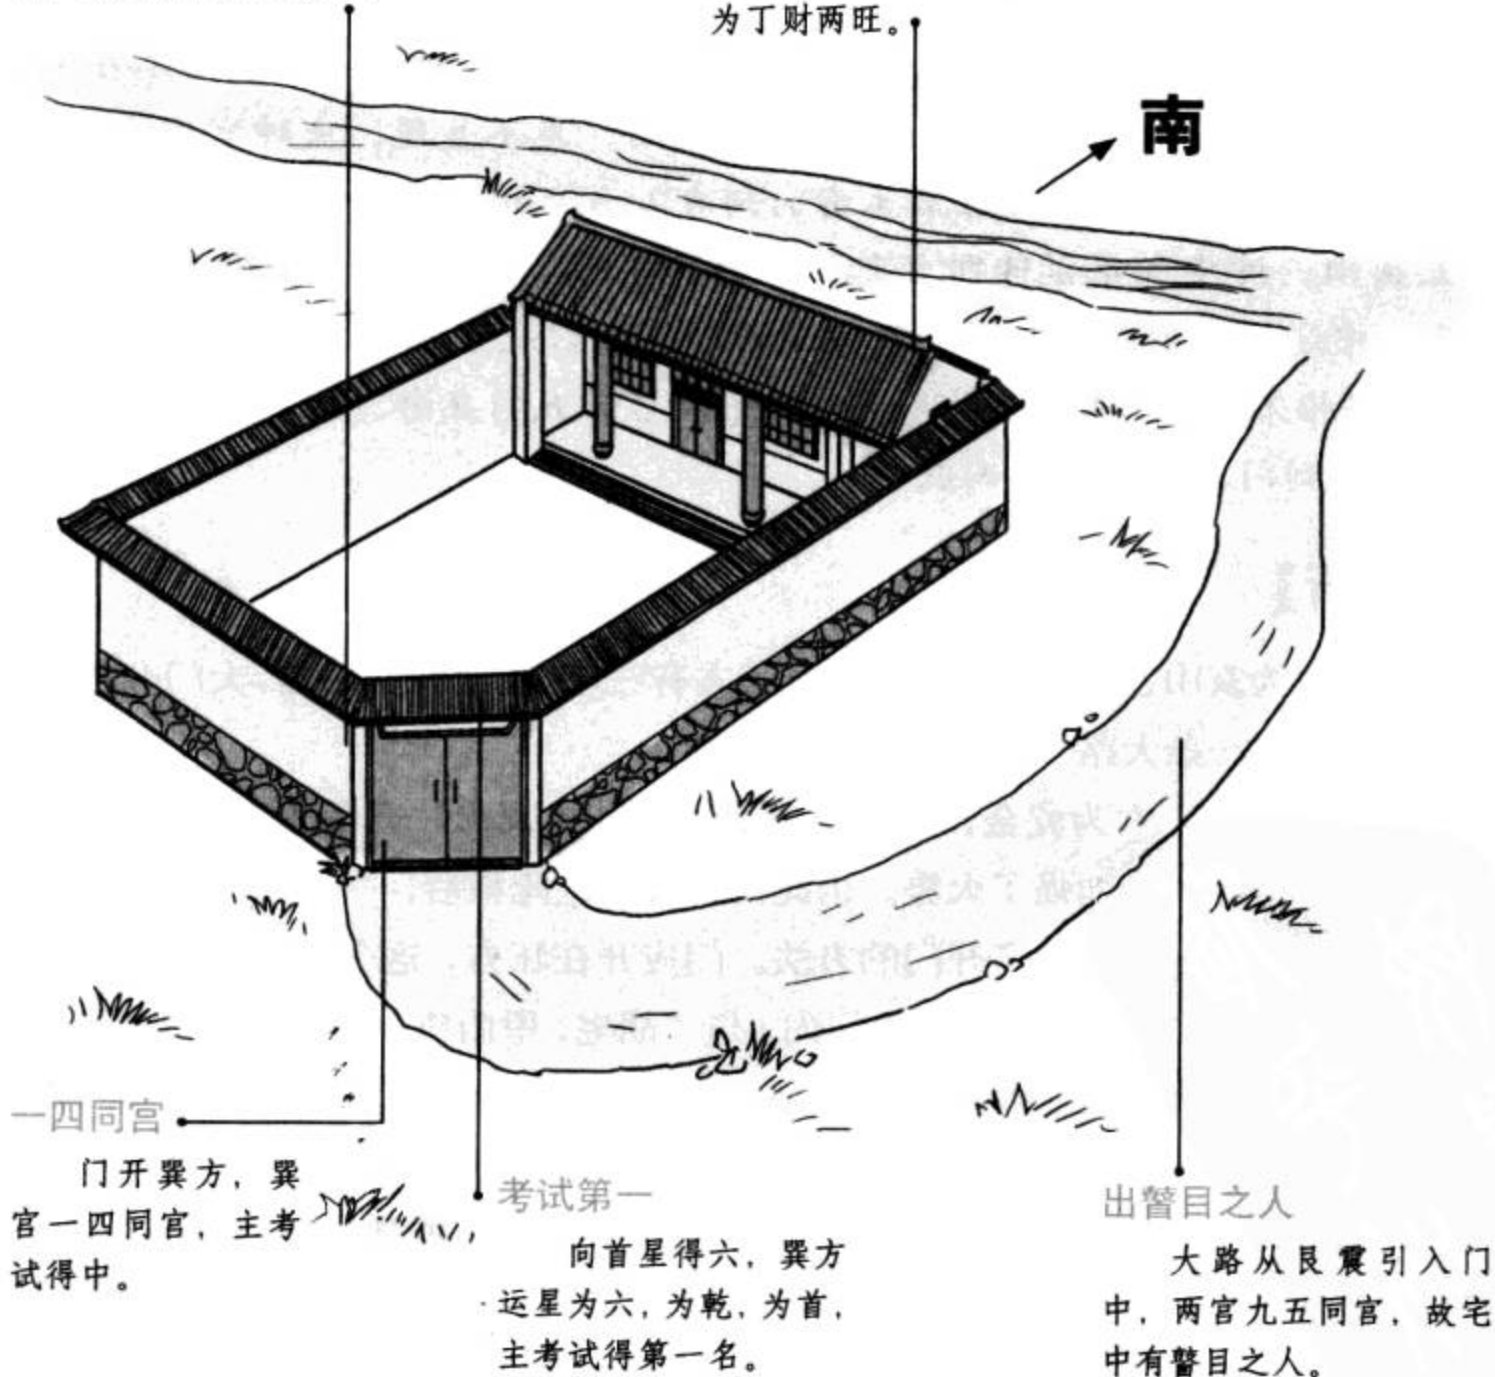 为丁财两旺。
南
一四同宫
门开巽方，巽
宫一四同宫，主考
试得中。
考试第一
向首星得六，巽方
运星为六，为乾，为首，
主考试得第一名。
出瞽目之人
大路从艮震引入门
中，两宫九五同宫，故宅
中有瞽目之人。